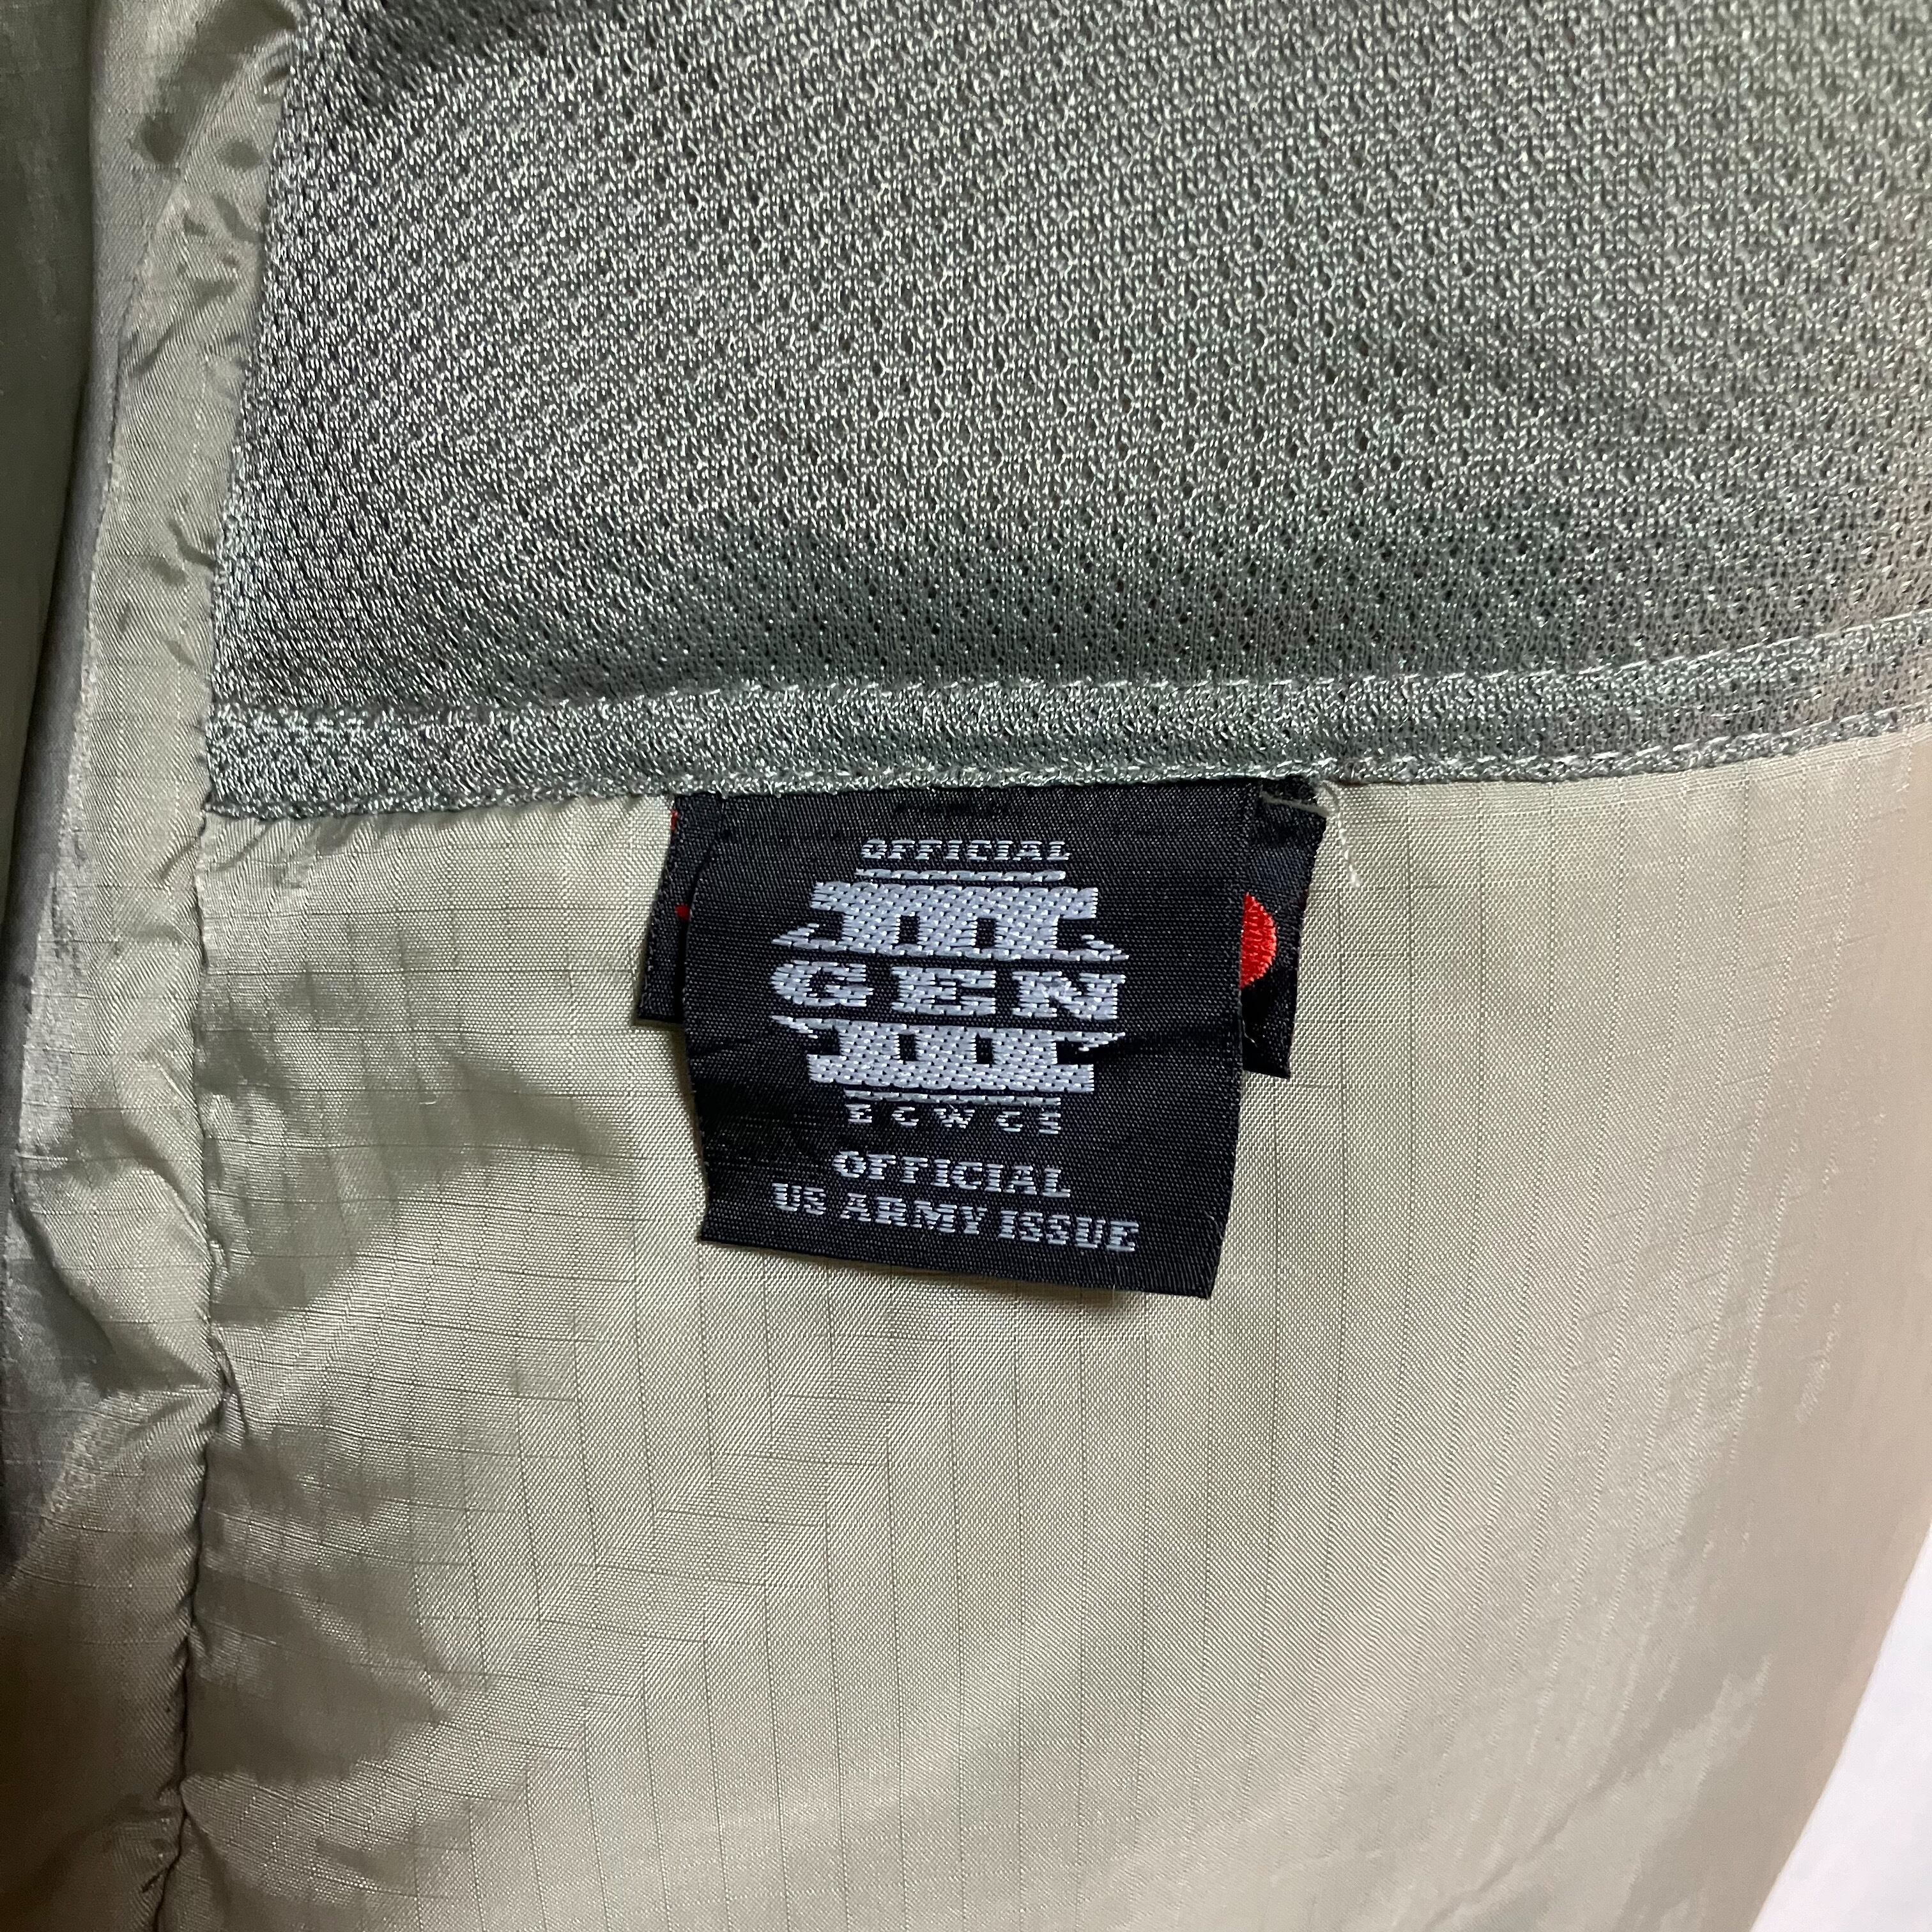 OFFICIAL
III
GEN
III
ECWCS
OFFICIAL
US ARMY ISSUE